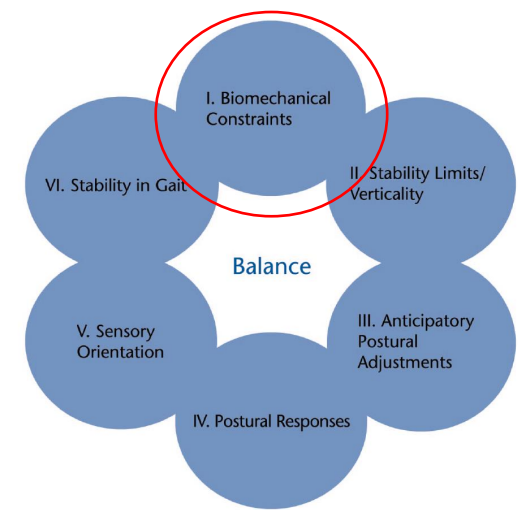 I. Biomechanical
Constraints
II. Stability Limits/
Verticality
III. Anticipatory
Postural
Adjustments
IV. Postural Responses
V. Sensory
Orientation
VI. Stability in Gait
Balance